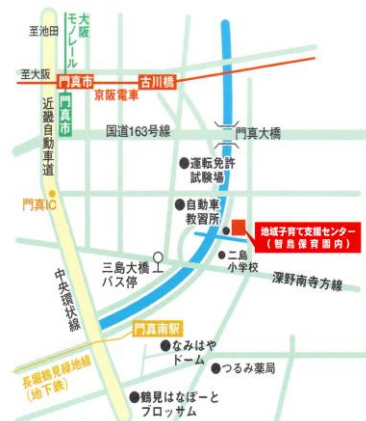 至池田
大阪
モノレール
至大阪
門真市
古川橋
京阪電車
門真市
近畿自動車道
国道163号線
門真大橋
●運転免許
試験場
●自動車
教習所
門真IC
地域子育て支援センター
(智鳥保育園内)
●二島
小学校
三島大橋
バス停
深野南寺方線
中央環状線
門真南駅
長堀鶴見緑地線
(地下鉄)
●なみはや
ドーム
●つるみ薬局
●鶴見はなぽーと
ブロッサム